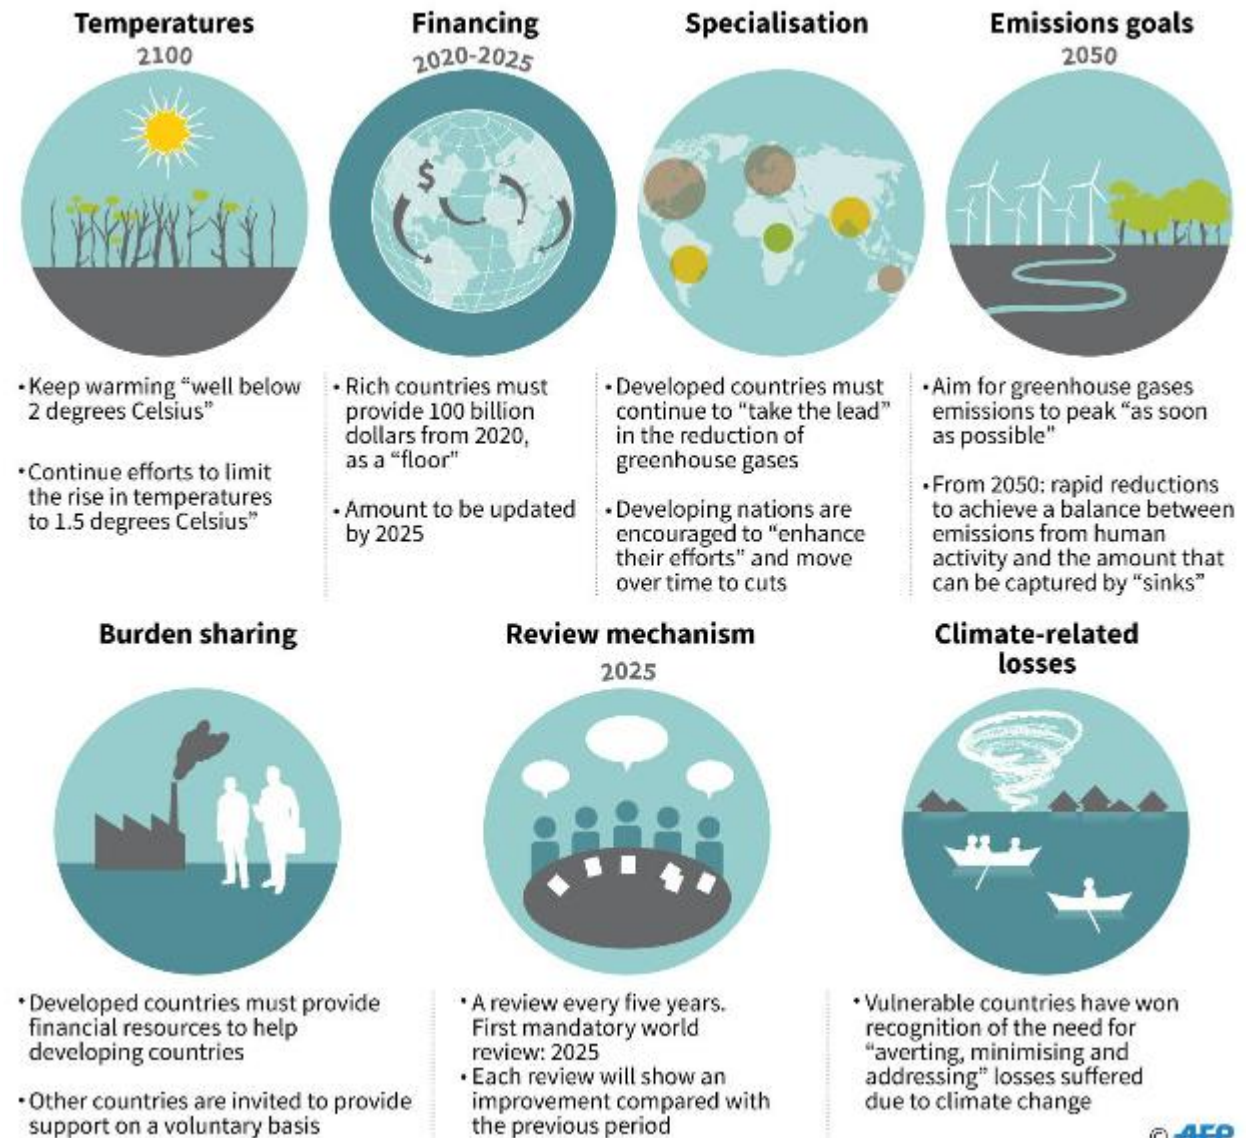 Temperatures
2100
• Keep warming “well below
2 degrees Celsius”
• Continue efforts to limit
the rise in temperatures
to 1.5 degrees Celsius”
Financing
2020-2025
$
• Rich countries must
provide 100 billion
dollars from 2020,
as a “floor”
• Amount to be updated
by 2025
Specialisation
• Developed countries must
continue to “take the lead”
in the reduction of
greenhouse gases
• Developing nations are
encouraged to “enhance
their efforts” and move
over time to cuts
Emissions goals
2050
• Aim for greenhouse gases
emissions to peak “as soon
as possible”
• From 2050: rapid reductions
to achieve a balance between
emissions from human
activity and the amount that
can be captured by “sinks”
Burden sharing
• Developed countries must provide
financial resources to help
developing countries
• Other countries are invited to provide
support on a voluntary basis
Review mechanism
2025
• A review every five years.
First mandatory world
review: 2025
• Each review will show an
improvement compared with
the previous period
Climate-related
losses
• Vulnerable countries have won
recognition of the need for
“averting, minimising and
addressing” losses suffered
due to climate change
© AFP